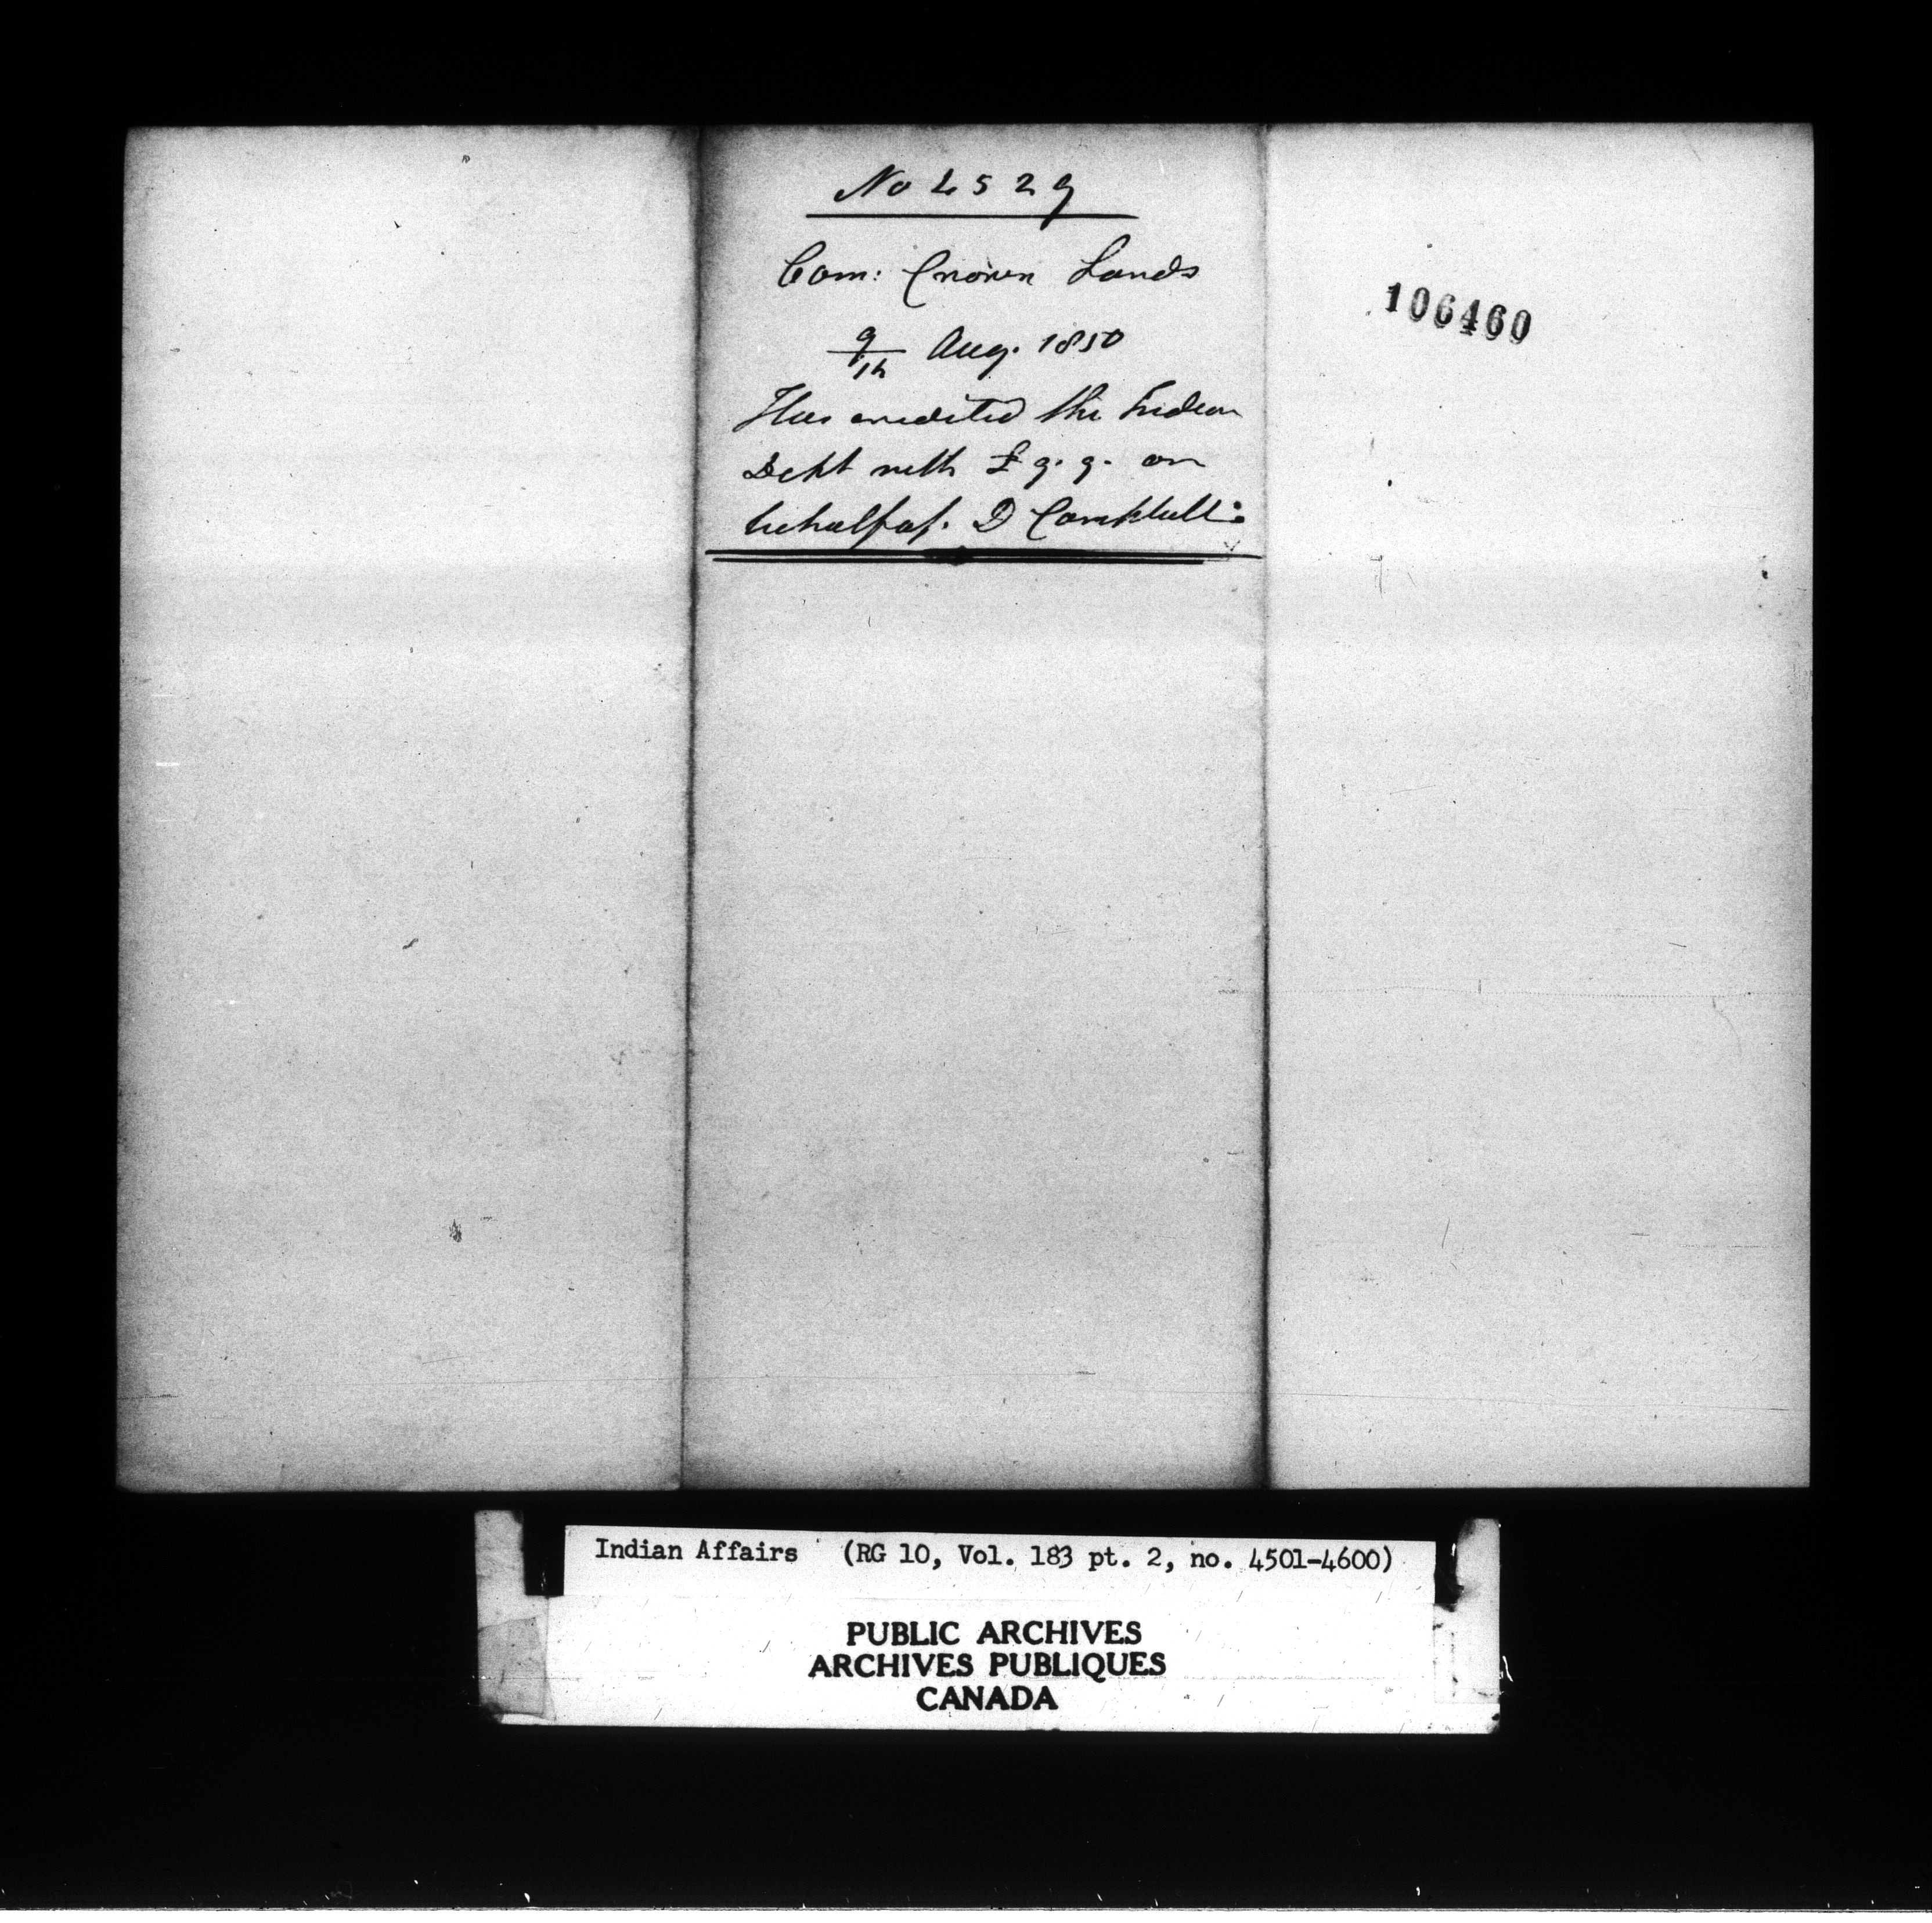 No 4529
Com: Crown Lands
9/th Aug. 1850
Has credited the Indian
Dept with £9.9. on
behalf of. D Campbell:
106460
Indian Affairs (RG 10, Vol. 183 pt. 2, no. 4501-4600)
PUBLIC ARCHIVES
ARCHIVES PUBLIQUES
CANADA